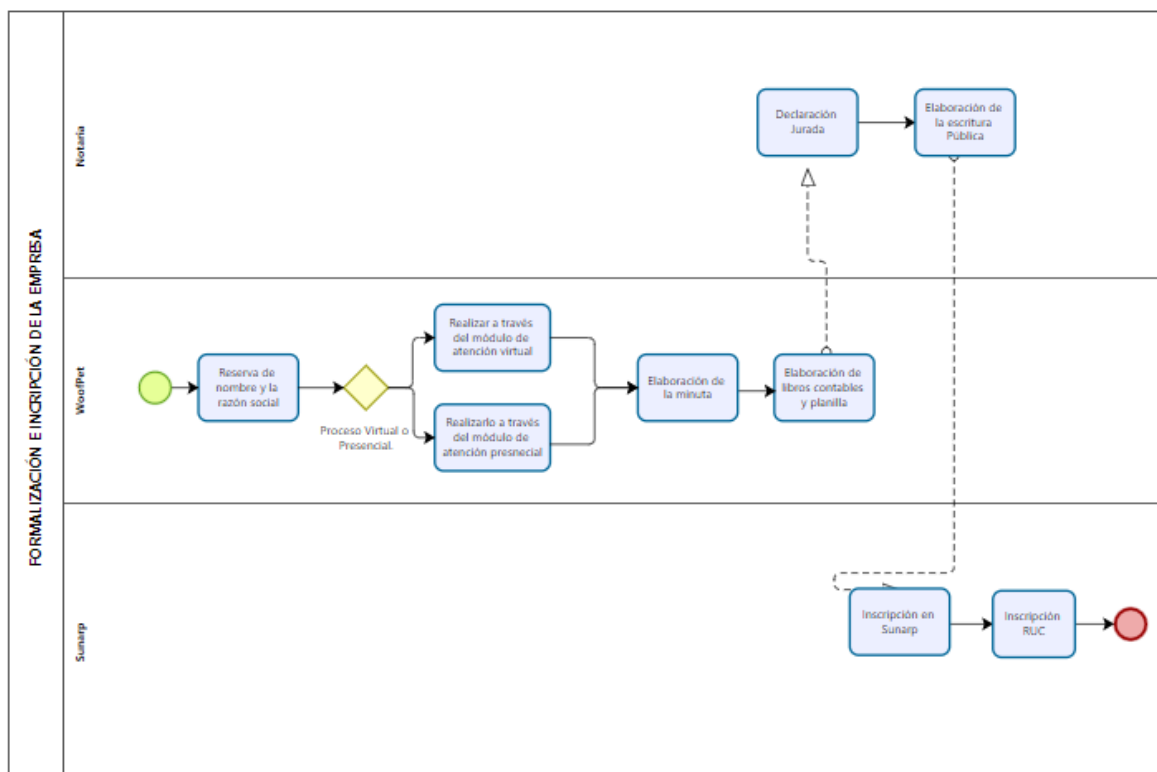 FORMALIZACIÓN E INCRIPCIÓN DE LA EMPRESA
Notaría
Declaración
Jurada
Elaboración de
la escritura
Pública
WoofPet
Reserva de
nombre y la
razón social
Proceso Virtual o
Presencial.
Realizar a través
del módulo de
atención virtual
Realizarlo a través
del módulo de
atención presnecial
Elaboración de
la minuta
Elaboración de
libros contables
y planilla
Sunarp
Inscripción en
Sunarp
Inscripción
RUC